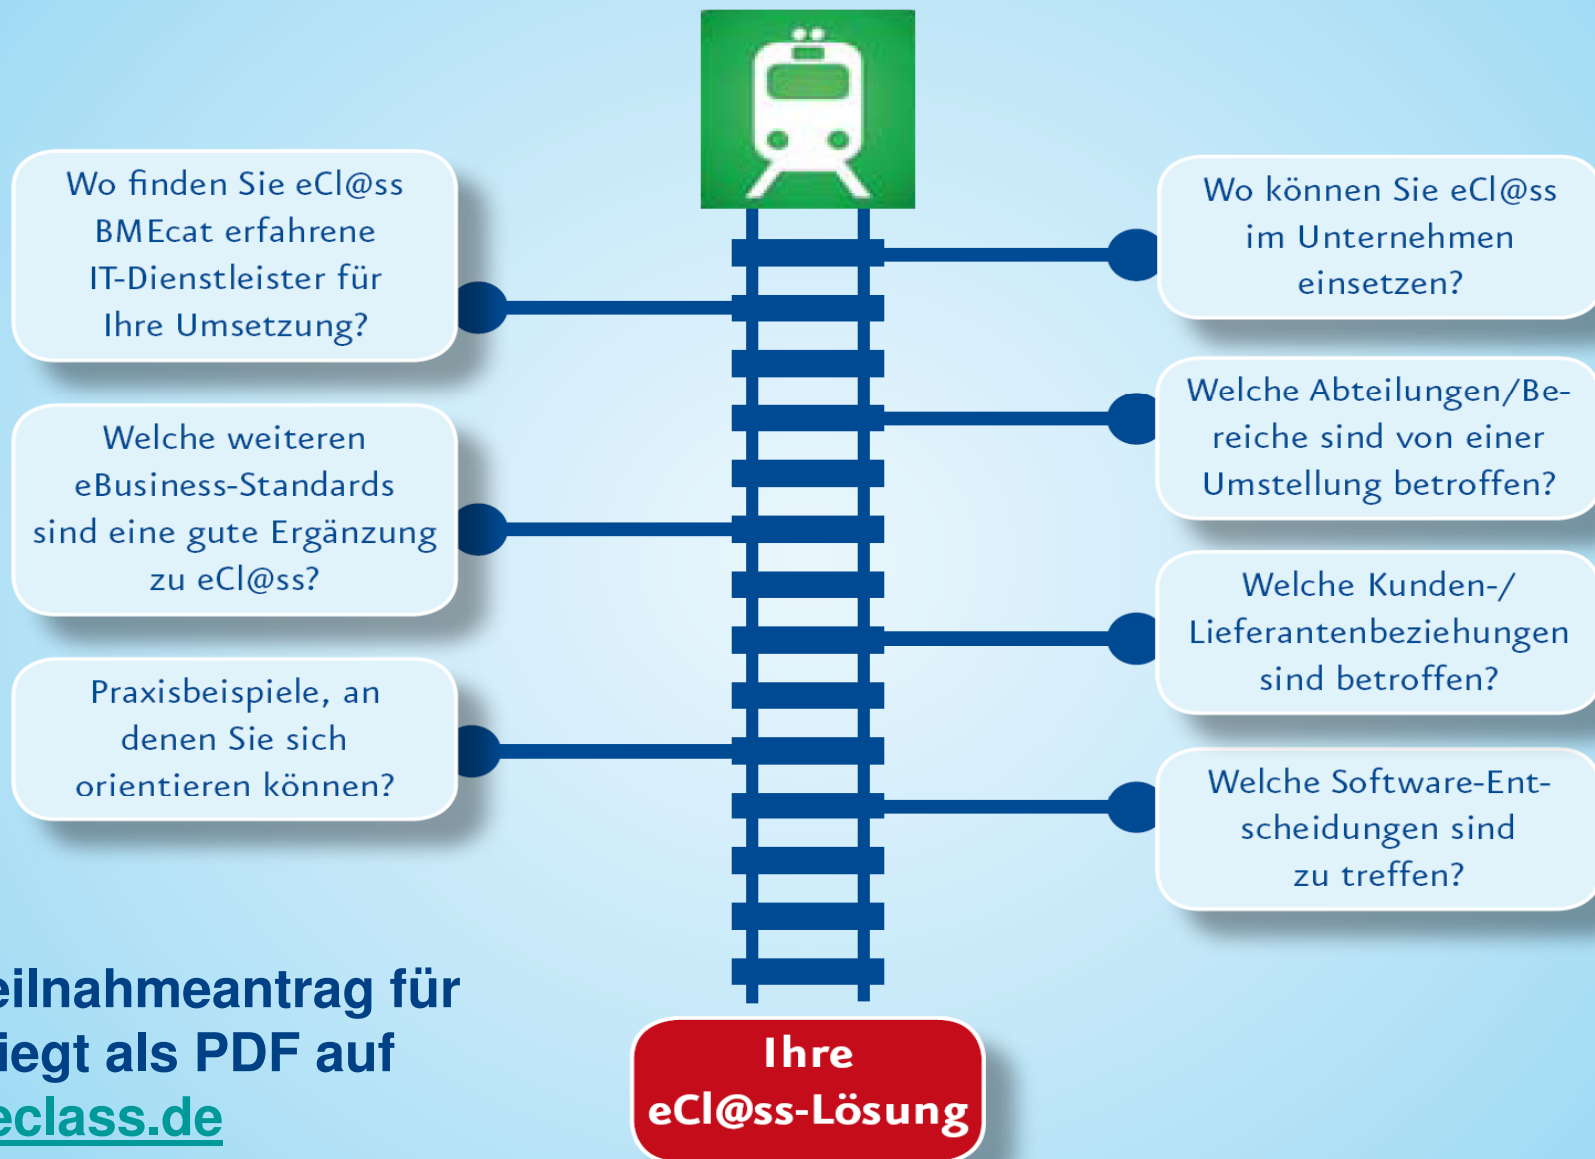 Wo finden Sie eCl@ss
BMEcat erfahrene
IT-Dienstleister für
Ihre Umsetzung?
Welche weiteren
eBusiness-Standards
sind eine gute Ergänzung
zu eCl@ss?
Praxisbeispiele, an
denen Sie sich
orientieren können?
Wo können Sie eCl@ss
im Unternehmen
einsetzen?
Welche Abteilungen/Be-
reiche sind von einer
Umstellung betroffen?
Welche Kunden-/
Lieferantenbeziehungen
sind betroffen?
Welche Software-Ent-
scheidungen sind
zu treffen?
eilnahmeantrag für
iegt als PDF auf
eclass.de
Ihre
eCl@ss-Lösung